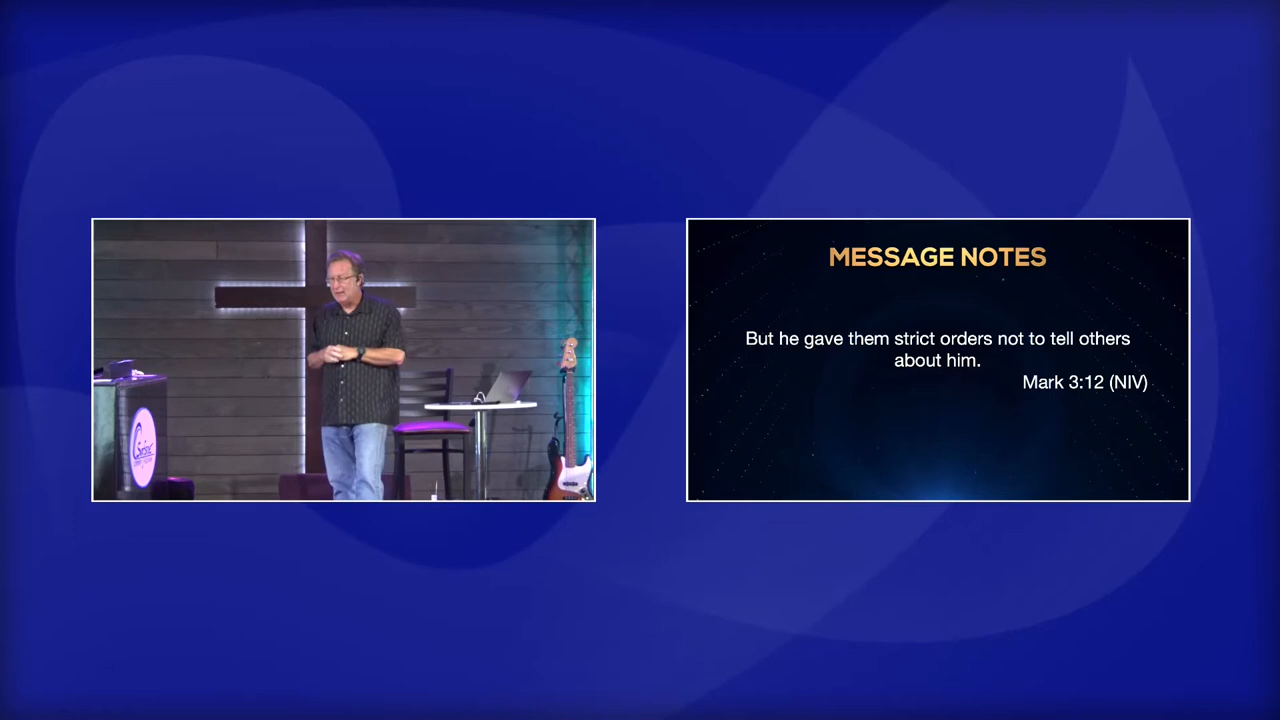 MESSAGE NOTES
But he gave them strict orders not to tell others
about him.
Mark 3:12 (NIV)